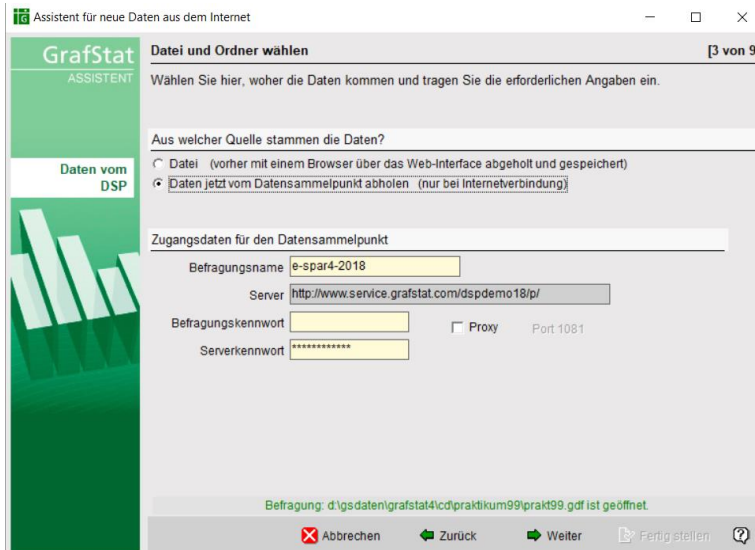 Assistent für neue Daten aus dem Internet
GrafStat
ASSISTENT
Daten vom
DSP
Datei und Ordner wählen [3 von 9
Wählen Sie hier, woher die Daten kommen und tragen Sie die erforderlichen Angaben ein.
Aus welcher Quelle stammen die Daten?
Datei (vorher mit einem Browser über das Web-Interface abgeholt und gespeichert)
Daten jetzt vom Datensammelpunkt abholen (nur bei Internetverbindung)
Zugangsdaten für den Datensammelpunkt
Befragungsname e-spar4-2018
Server http://www.service.grafstat.com/dspdemo18/p/
Befragungskennwort Proxy Port 1081
Serverkennwort ************
Befragung: d:\gsdaten\grafstat4\cd\praktikum99\prakt99.gdf ist geöffnet.
Abbrechen Zurück Weiter Fertig stellen